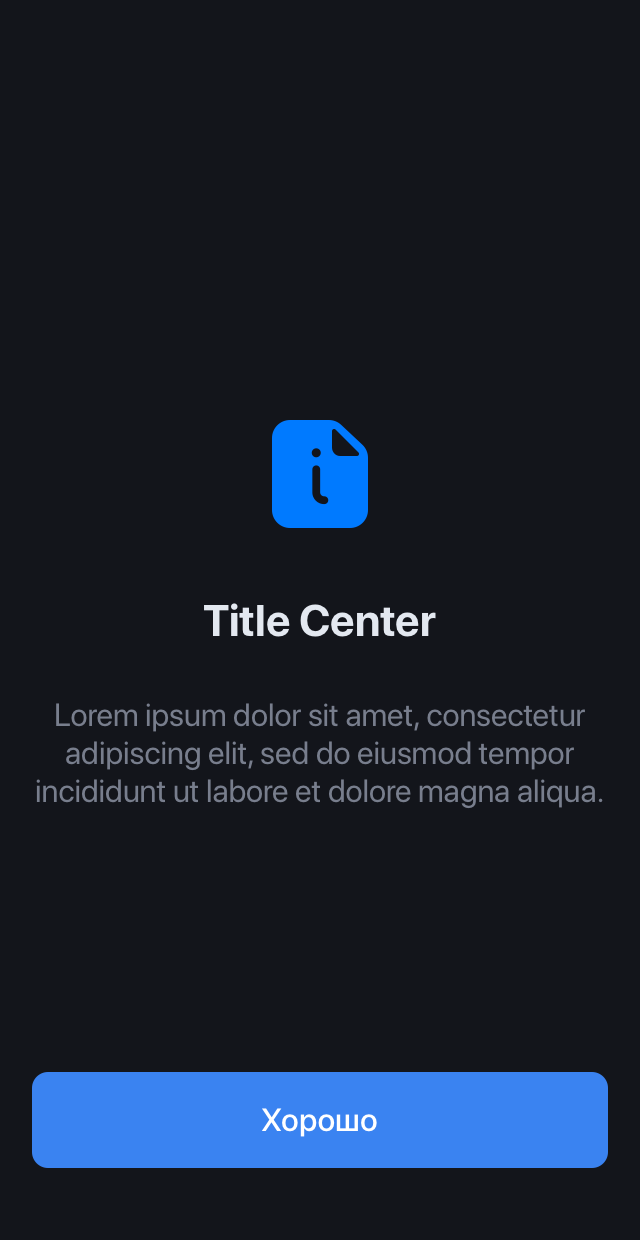 Title Center
Lorem ipsum dolor sit amet, consectetur
adipiscing elit, sed do eiusmod tempor
incididunt ut labore et dolore magna aliqua.
Хорошо